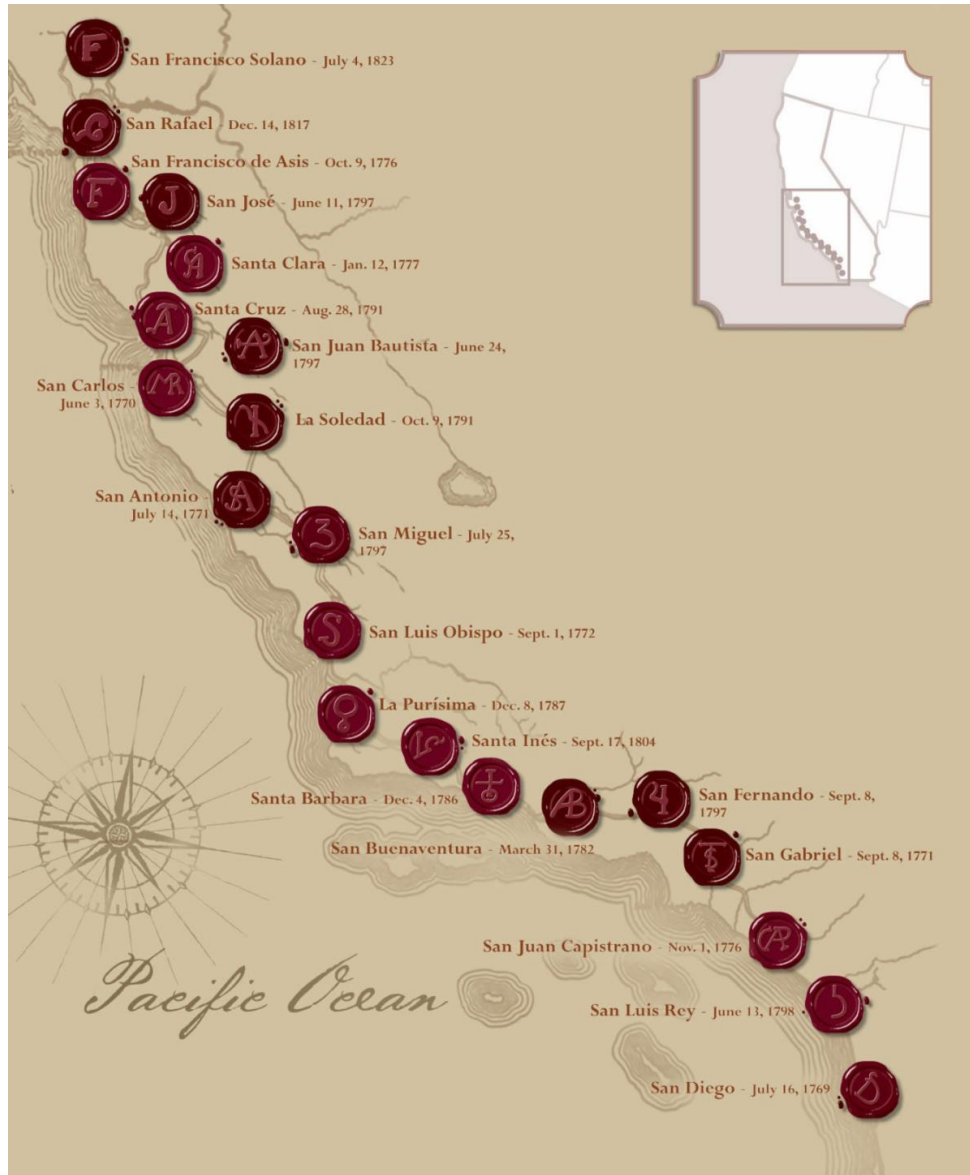 San Francisco Solano - July 4, 1823
San Rafael - Dec. 14, 1817
San Francisco de Asis - Oct. 9, 1776
San José - June 11, 1797
Santa Clara - Jan. 12, 1777
Santa Cruz - Aug. 28, 1791
San Juan Bautista - June 24,
1797
San Carlos -
June 3, 1770
La Soledad - Oct. 9, 1791
San Antonio -
July 14, 1771
San Miguel - July 25,
1797
San Luis Obispo - Sept. 1, 1772
La Purísima - Dec. 8, 1787
Santa Inés - Sept. 17, 1804
Santa Barbara - Dec. 4, 1786
San Fernando - Sept. 8,
1797
San Buenaventura - March 31, 1782
San Gabriel - Sept. 8, 1771
San Juan Capistrano - Nov. 1, 1776
Pacific Ocean
San Luis Rey - June 13, 1798
San Diego - July 16, 1769